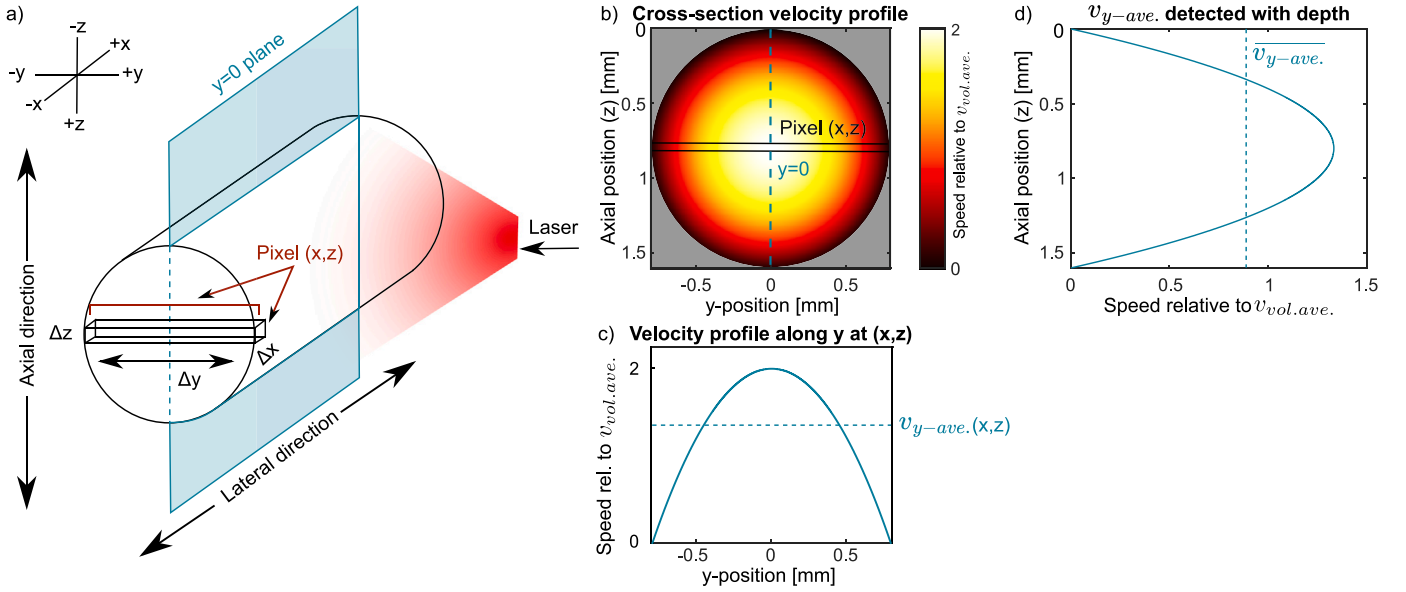 a)
-z
+x
-y
+y
-x
+z
y=0 plane
Axial direction
Pixel (x,z)
Laser
Δz
Δx
Δy
Lateral direction
b)
Cross-section velocity profile
0
0.5
1
1.5
Axial position (z) [mm]
Pixel (x,z)
y=0
-0.5
0
0.5
y-position [mm]
2
0
Speed relative to v_vol.ave.
c)
Velocity profile along y at (x,z)
2
0
Speed rel. to v_vol.ave.
v_y−ave.(x,z)
-0.5
0
0.5
y-position [mm]
d)
v_y−ave. detected with depth
0
0.5
1
1.5
Axial position (z) [mm]
v_y−ave.
0
0.5
1
1.5
Speed relative to v_vol.ave.